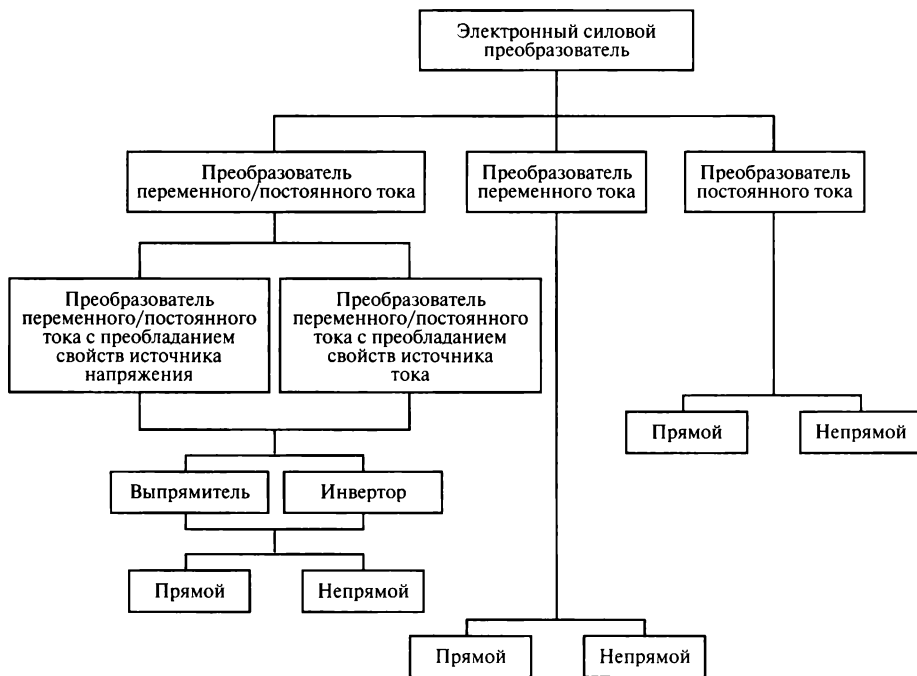 Электронный силовой
преобразователь
Преобразователь
переменного/постоянного тока
Преобразователь
переменного тока
Преобразователь
постоянного тока
Преобразователь
переменного/постоянного
тока с преобладанием
свойств источника
напряжения
Преобразователь
переменного/постоянного
тока с преобладанием
свойств источника
тока
Прямой
Непрямой
Выпрямитель
Инвертор
Прямой
Непрямой
Прямой
Непрямой